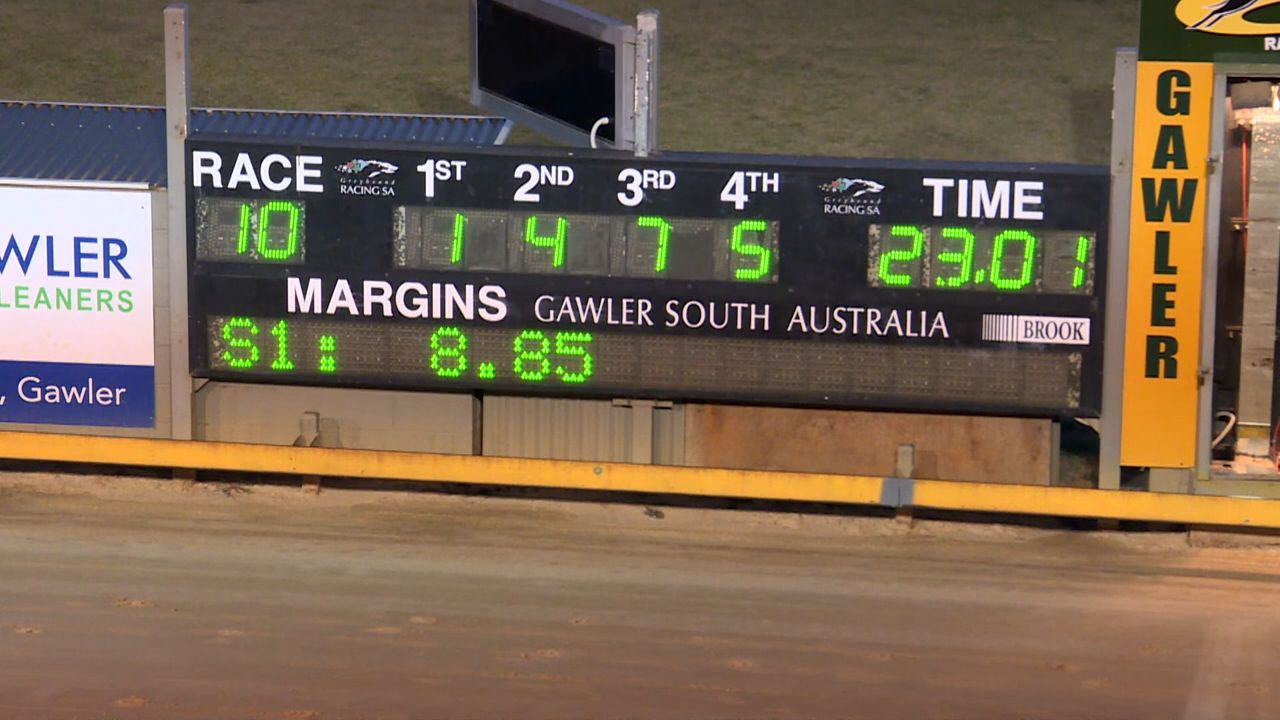 RACE Greyhound RACING SA 1ST 2ND 3RD 4TH Greyhound RACING SA TIME
10 1 4 7 5 23.01
MARGINS GAWLER SOUTH AUSTRALIA BROOK
S1: 8.85
WLER
LEANERS
, Gawler
GAWLER